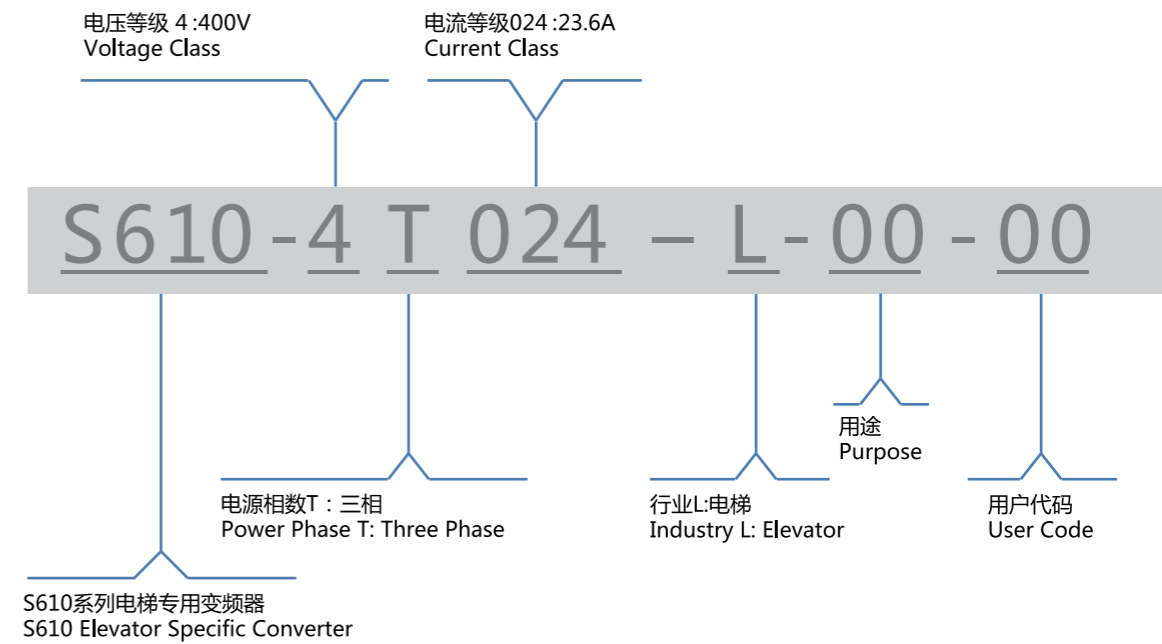 电压等级 4 :400V
Voltage Class
电流等级024 :23.6A
Current Class
S610-4T024 – L-00-00
用途
Purpose
电源相数T：三相
Power Phase T: Three Phase
行业L:电梯
Industry L: Elevator
用户代码
User Code
S610系列电梯专用变频器
S610 Elevator Specific Converter